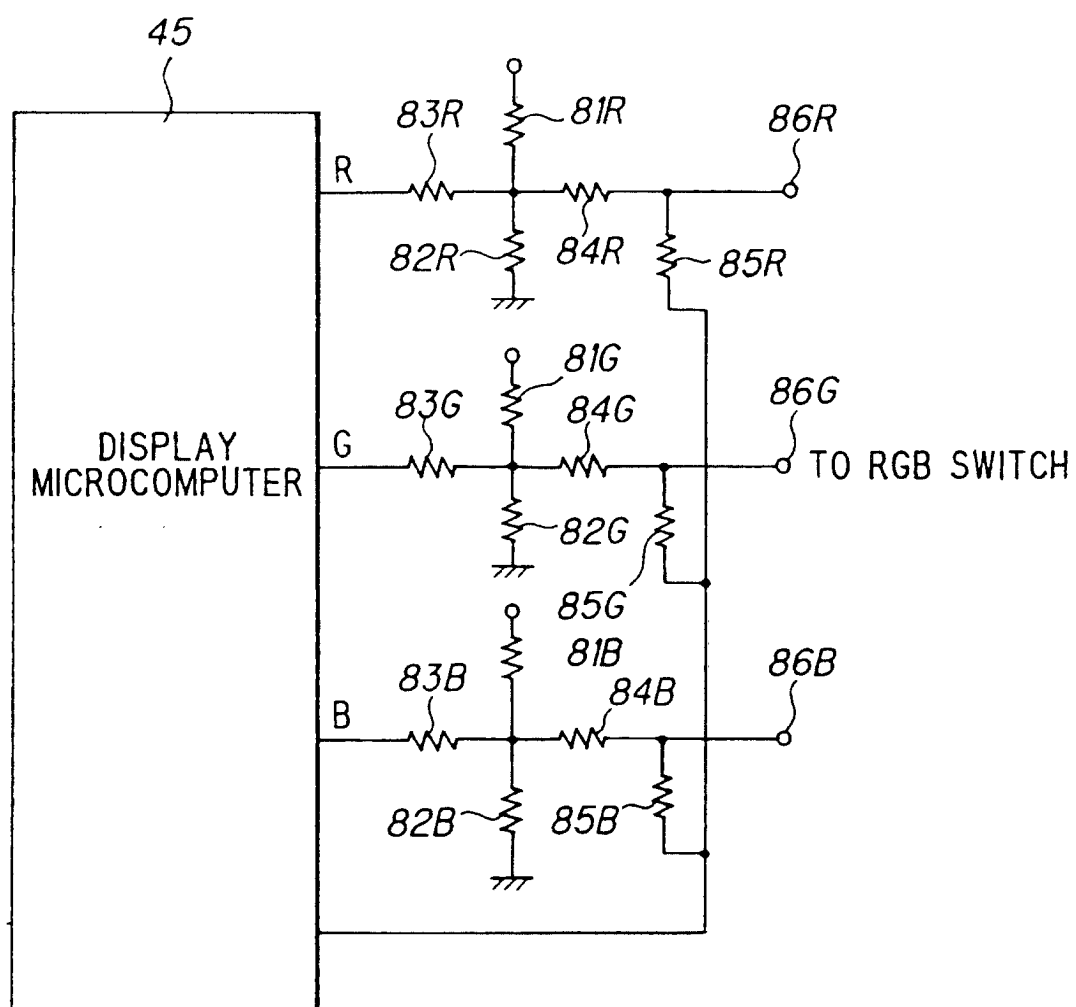 45
83R
81R
86R
R
82R
84R
85R
81G
86G
83G
84G
G
DISPLAY
MICROCOMPUTER
TO RGB SWITCH
82G
85G
81B
86B
83B
84B
B
82B
85B